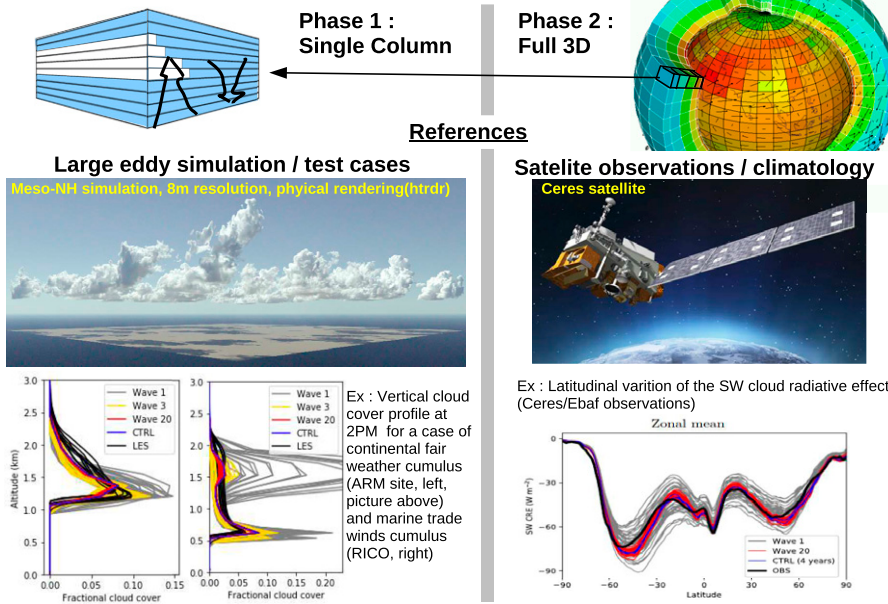 Phase 1 :
Single Column
Phase 2 :
Full 3D
References
Large eddy simulation / test cases
Meso-NH simulation, 8m resolution, phyical rendering(htrdr)
3.0
2.5
2.0
1.5
1.0
0.5
0.0
Altitude (km)
Wave 1
Wave 3
Wave 20
CTRL
LES
0.00 0.05 0.10 0.15
Fractional cloud cover
3.0
2.5
2.0
1.5
1.0
0.5
0.0
Wave 1
Wave 3
Wave 20
CTRL
LES
0.00 0.05 0.10 0.15 0.20
Fractional cloud cover
Ex : Vertical cloud
cover profile at
2PM for a case of
continental fair
weather cumulus
(ARM site, left,
picture above)
and marine trade
winds cumulus
(RICO, right)
Satelite observations / climatology
Ceres satellite
Ex : Latitudinal varition of the SW cloud radiative effect
(Ceres/Ebaf observations)
Zonal mean
0
−30
−60
−90
SW CRE (W m⁻²)
Wave 1
Wave 20
CTRL (4 years)
OBS
−90 −60 −30 0 30 60 90
Latitude